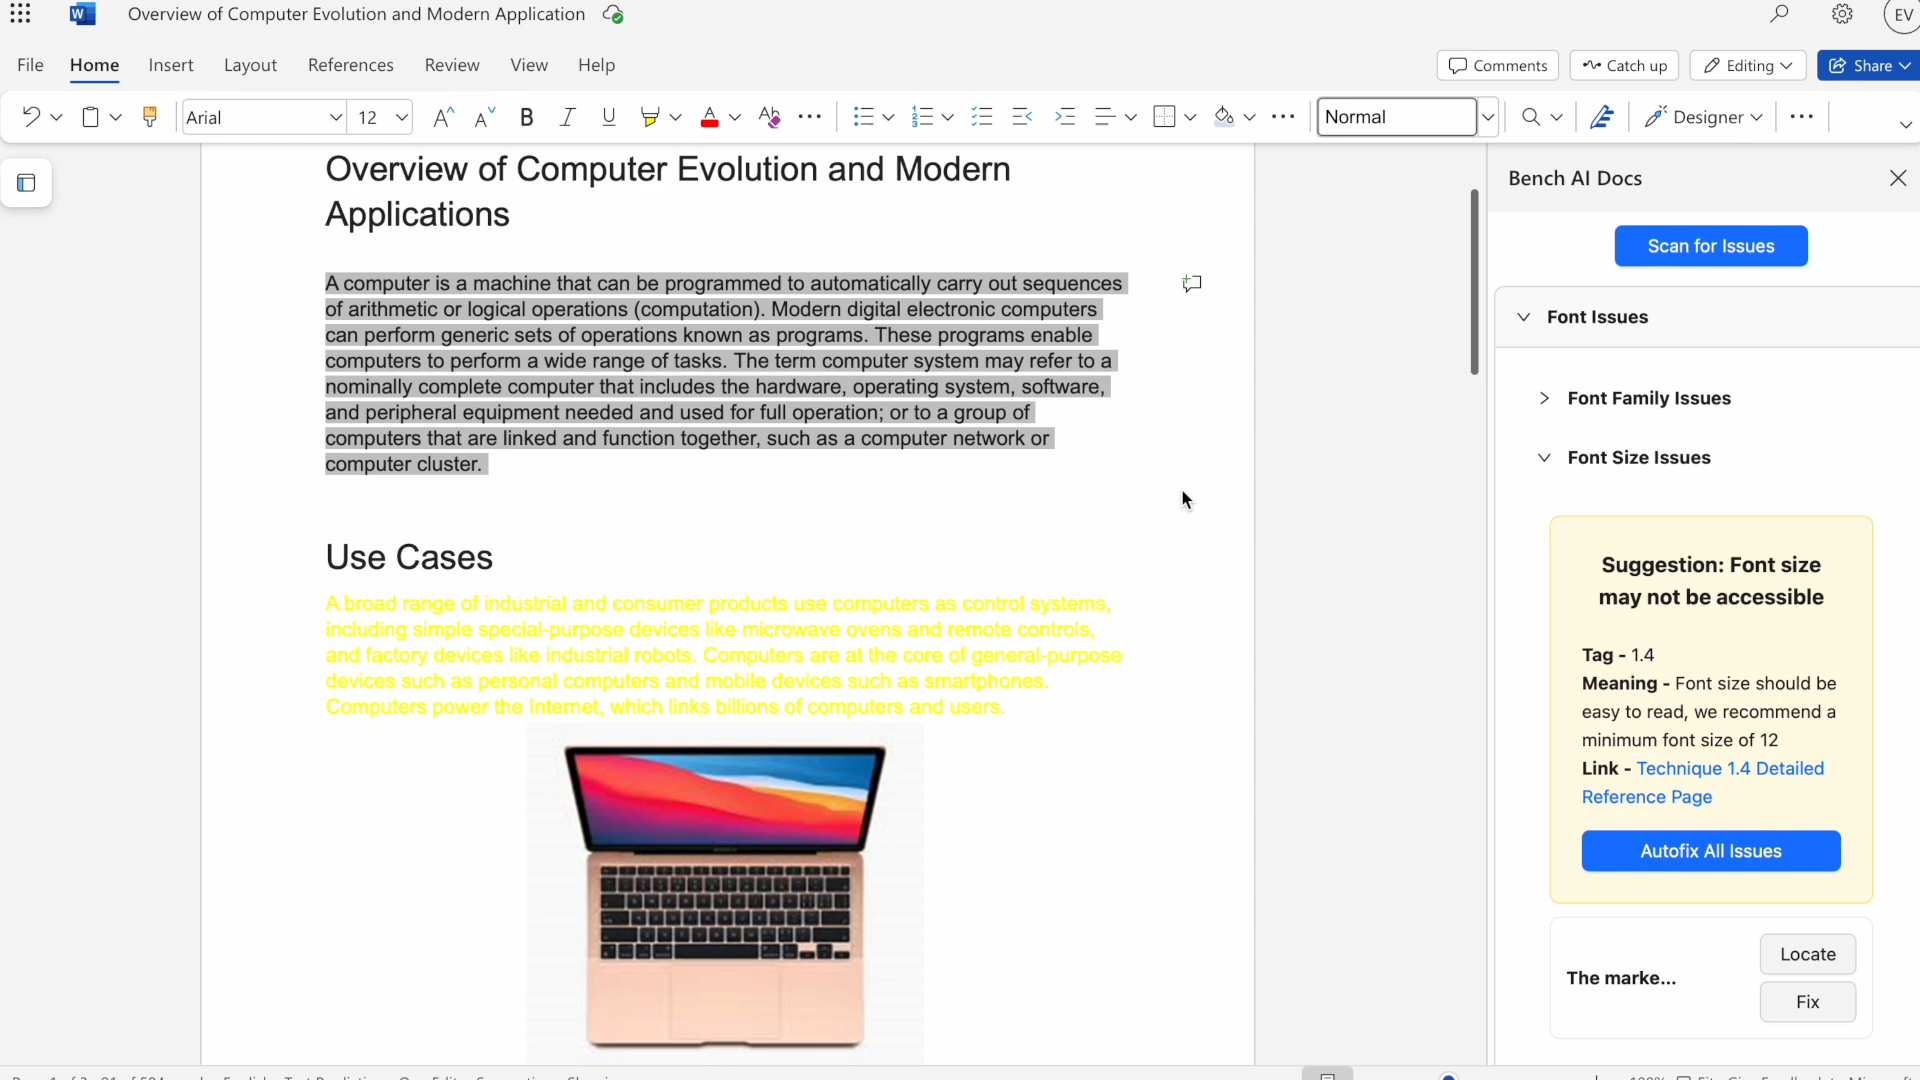 W Overview of Computer Evolution and Modern Application EV
File Home Insert Layout References Review View Help Comments Catch up Editing Share
Arial 12 B I U A Normal Designer
Overview of Computer Evolution and Modern
Applications
A computer is a machine that can be programmed to automatically carry out sequences
of arithmetic or logical operations (computation). Modern digital electronic computers
can perform generic sets of operations known as programs. These programs enable
computers to perform a wide range of tasks. The term computer system may refer to a
nominally complete computer that includes the hardware, operating system, software,
and peripheral equipment needed and used for full operation; or to a group of
computers that are linked and function together, such as a computer network or
computer cluster.
Use Cases
A broad range of industrial and consumer products use computers as control systems,
including simple special-purpose devices like microwave ovens and remote controls,
and factory devices like industrial robots. Computers are at the core of general-purpose
devices such as personal computers and mobile devices such as smartphones.
Computers power the Internet, which links billions of computers and users.
Bench AI Docs
Scan for Issues
Font Issues
Font Family Issues
Font Size Issues
Suggestion: Font size
may not be accessible
Tag - 1.4
Meaning - Font size should be
easy to read, we recommend a
minimum font size of 12
Link - Technique 1.4 Detailed
Reference Page
Autofix All Issues
The marke...
Locate
Fix